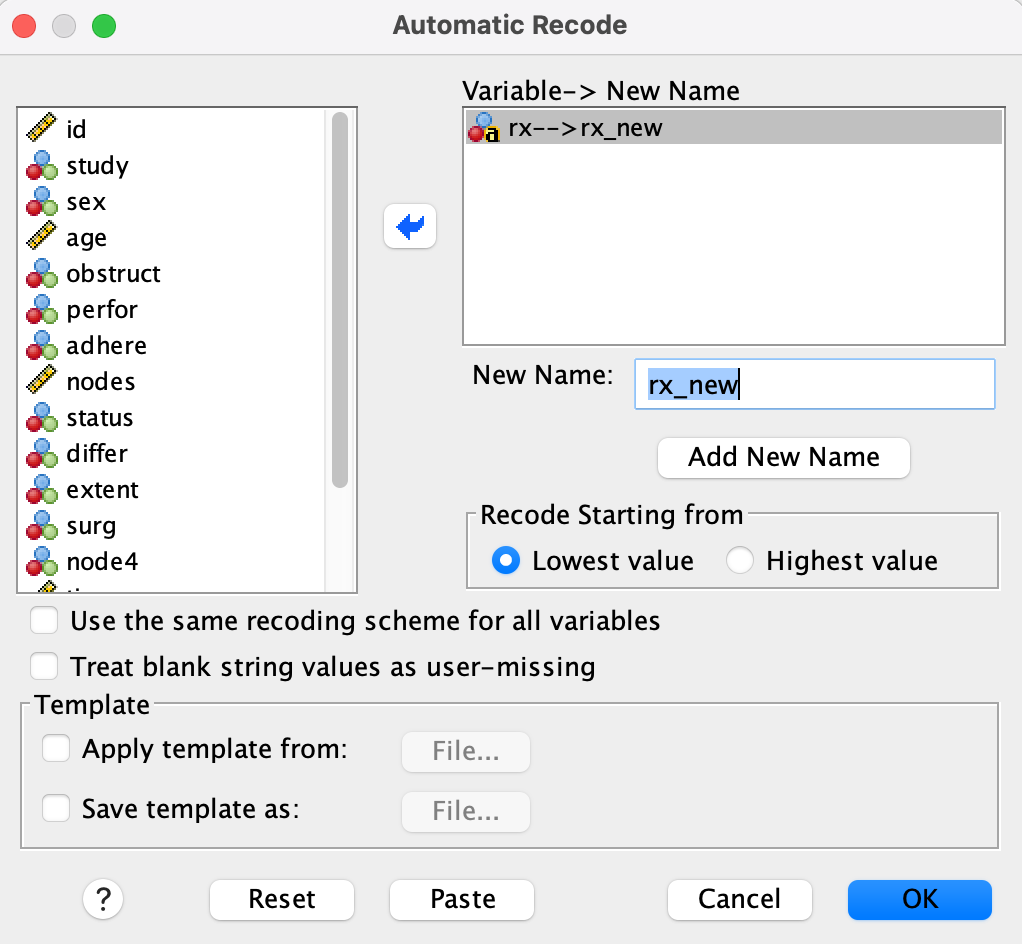 Automatic Recode
Variable-> New Name
id
study
sex
age
obstruct
perfor
adhere
nodes
status
differ
extent
surg
node4
rx-->rx_new
New Name:
rx_new
Add New Name
Recode Starting from
Lowest value
Highest value
Use the same recoding scheme for all variables
Treat blank string values as user-missing
Template
Apply template from:
File...
Save template as:
File...
?
Reset
Paste
Cancel
OK